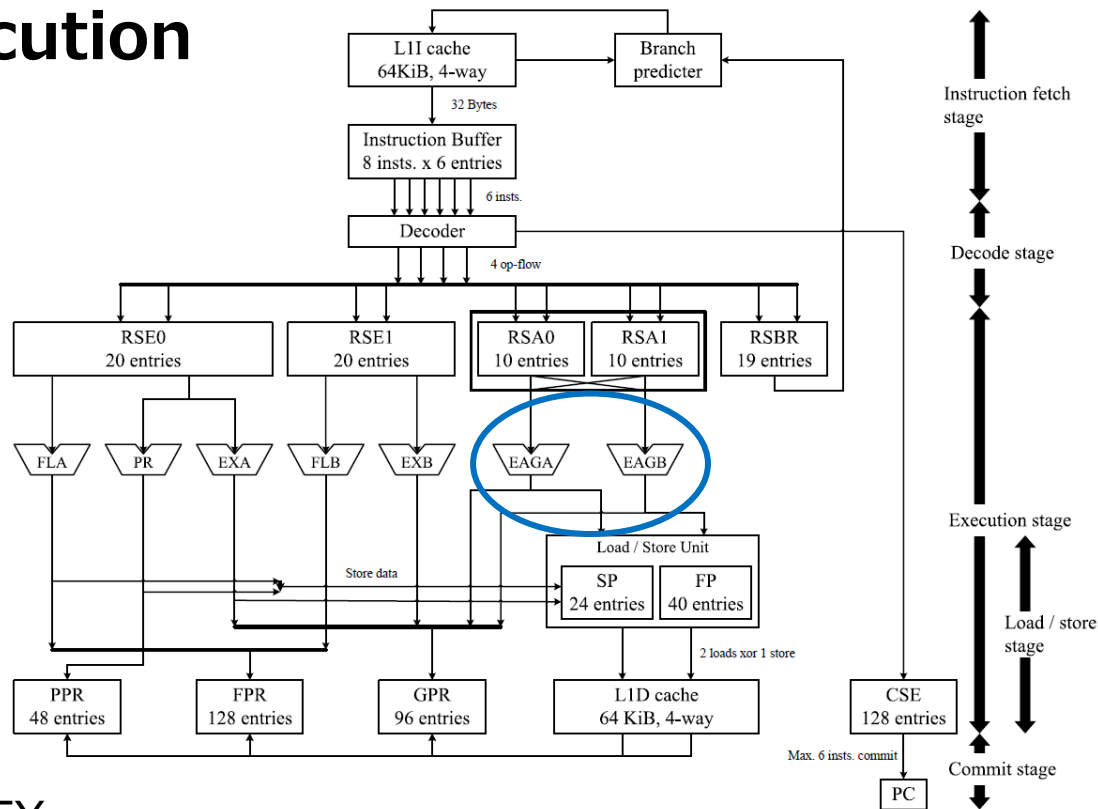 cution
L1I cache
64KiB, 4-way
Branch
predicter
32 Bytes
Instruction Buffer
8 insts. x 6 entries
6 insts.
Decoder
4 op-flow
RSE0
20 entries
RSE1
20 entries
RSA0
10 entries
RSA1
10 entries
RSBR
19 entries
FLA
PR
EXA
FLB
EXB
EAGA
EAGB
Load / Store Unit
Store data
SP
24 entries
FP
40 entries
2 loads xor 1 store
PPR
48 entries
FPR
128 entries
GPR
96 entries
L1D cache
64 KiB, 4-way
CSE
128 entries
Max. 6 insts. commit
PC
Instruction fetch
stage
Decode stage
Execution stage
Load / store
stage
Commit stage